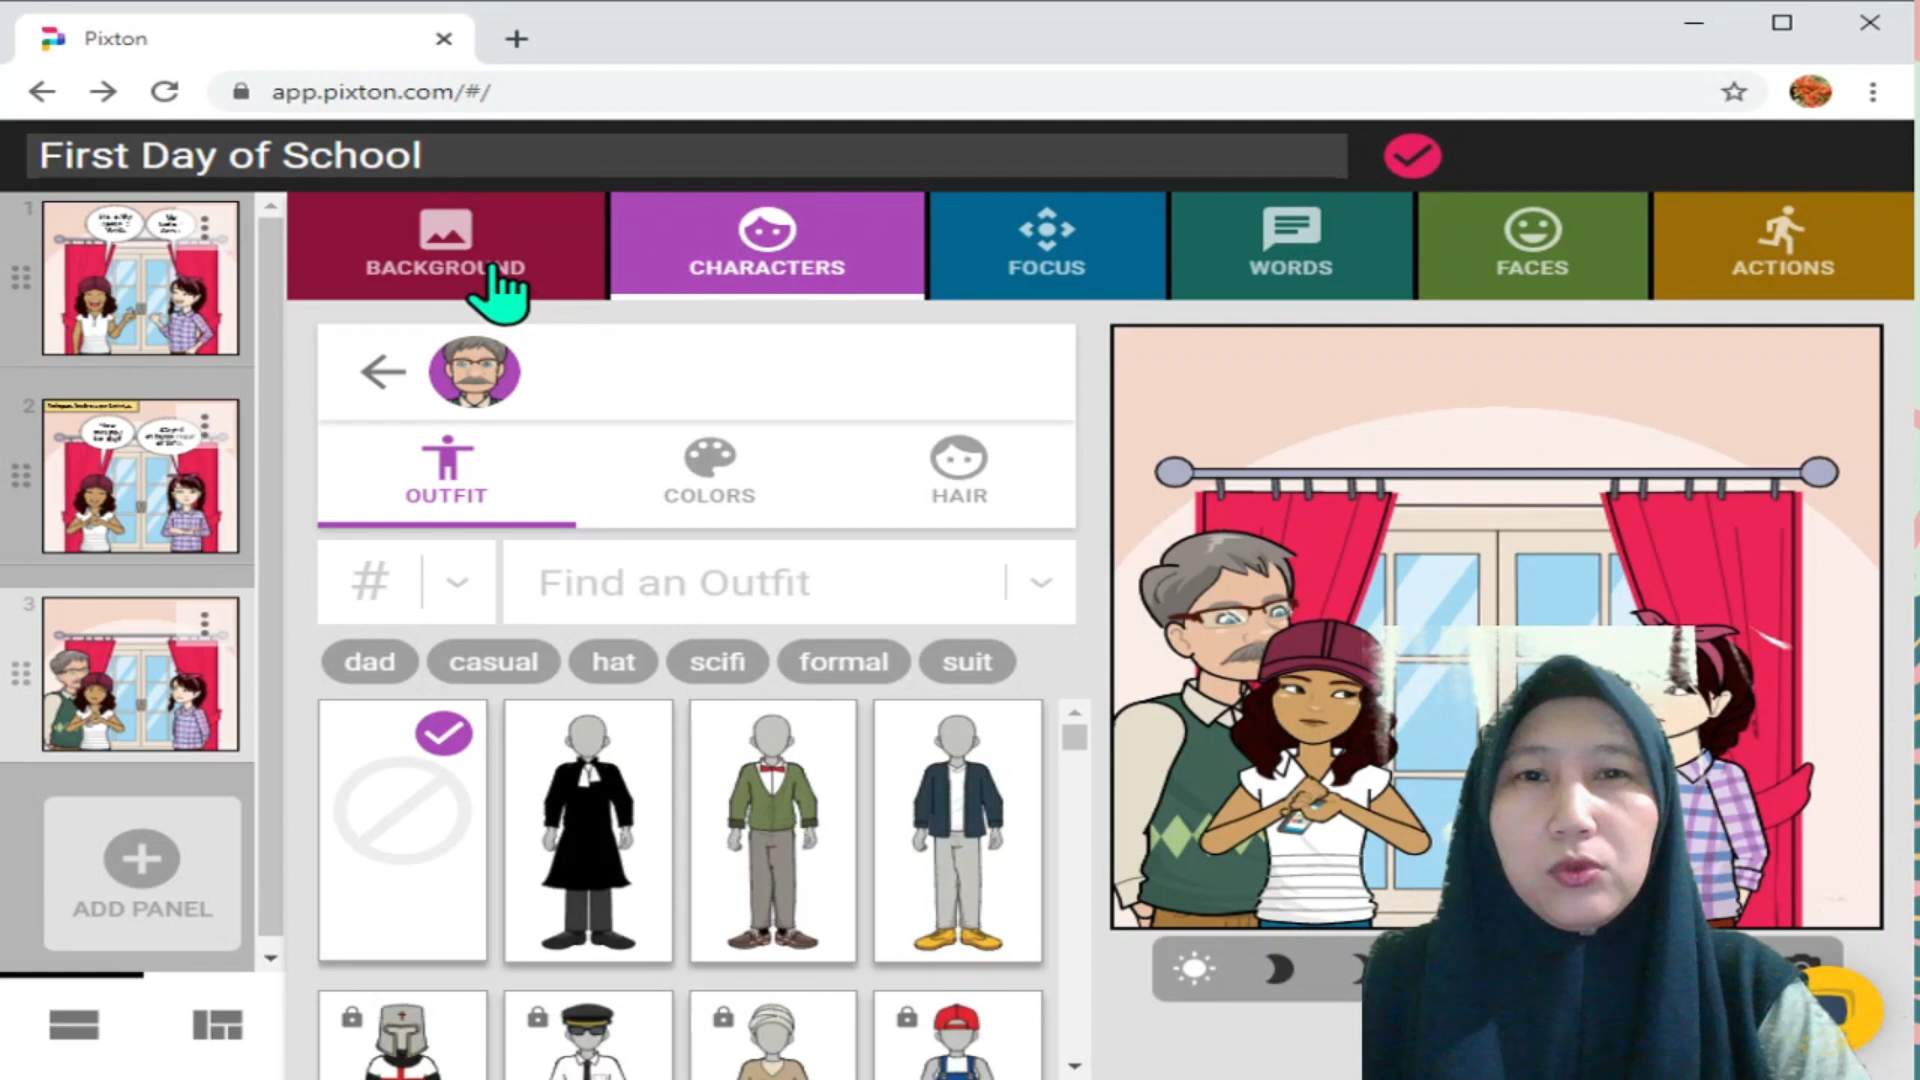 Pixton
app.pixton.com/#/
First Day of School
1
BACKGROUND
CHARACTERS
FOCUS
WORDS
FACES
ACTIONS
2
OUTFIT
COLORS
HAIR
# Find an Outfit
3
dad
casual
hat
scifi
formal
suit
ADD PANEL